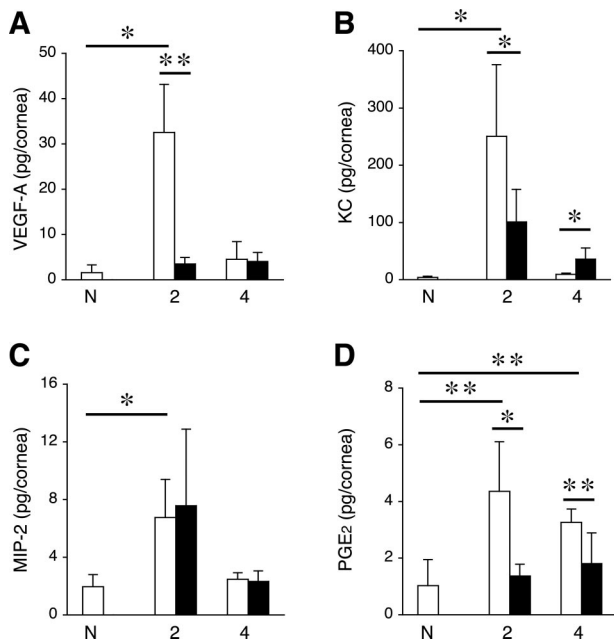 A
VEGF-A (pg/cornea)
50
40
30
20
10
0
N 2 4
*
**
B
KC (pg/cornea)
400
300
200
100
0
N 2 4
*
*
*
C
MIP-2 (pg/cornea)
16
12
8
4
0
N 2 4
*
D
PGE2 (pg/cornea)
8
6
4
2
0
N 2 4
**
**
*
**